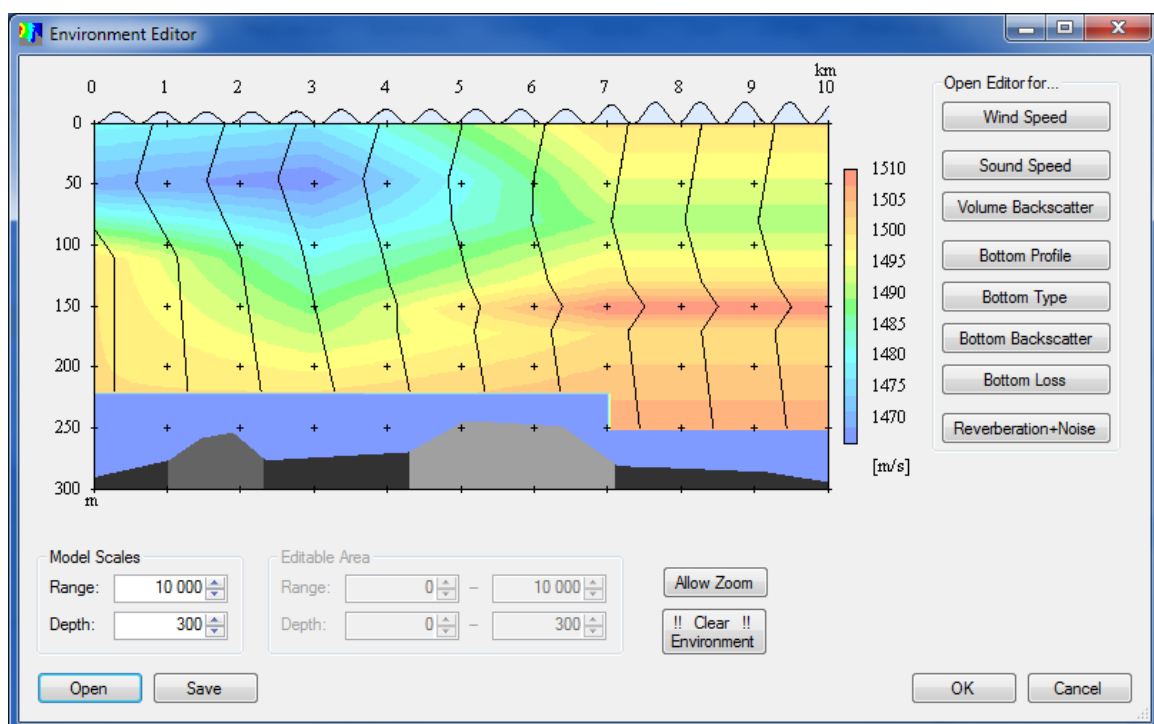 Environment Editor
km
0 1 2 3 4 5 6 7 8 9 10
0
50
100
150
200
250
300
m
1510
1505
1500
1495
1490
1485
1480
1475
1470
[m/s]
Open Editor for...
Wind Speed
Sound Speed
Volume Backscatter
Bottom Profile
Bottom Type
Bottom Backscatter
Bottom Loss
Reverberation+Noise
Model Scales
Range: 10 000
Depth: 300
Editable Area
Range: 0 – 10 000
Depth: 0 – 300
Allow Zoom
!! Clear !!
Environment
Open Save
OK Cancel